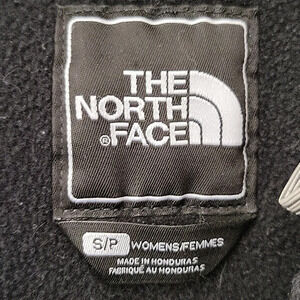 THE
NORTH
®FACE
S/P WOMENS/FEMMES
MADE IN HONDURAS
FABRIQUÉ AU HONDURAS